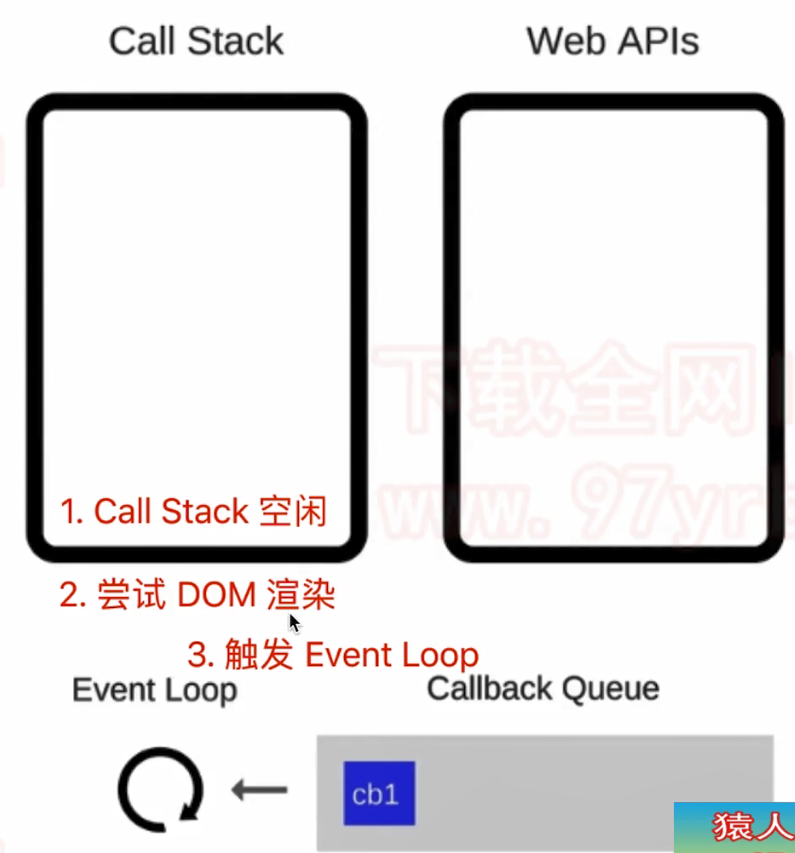 Call Stack
Web APIs
下载全网
www.97yr
1. Call Stack 空闲
2. 尝试 DOM 渲染
3. 触发 Event Loop
Event Loop
Callback Queue
cb1
猿人